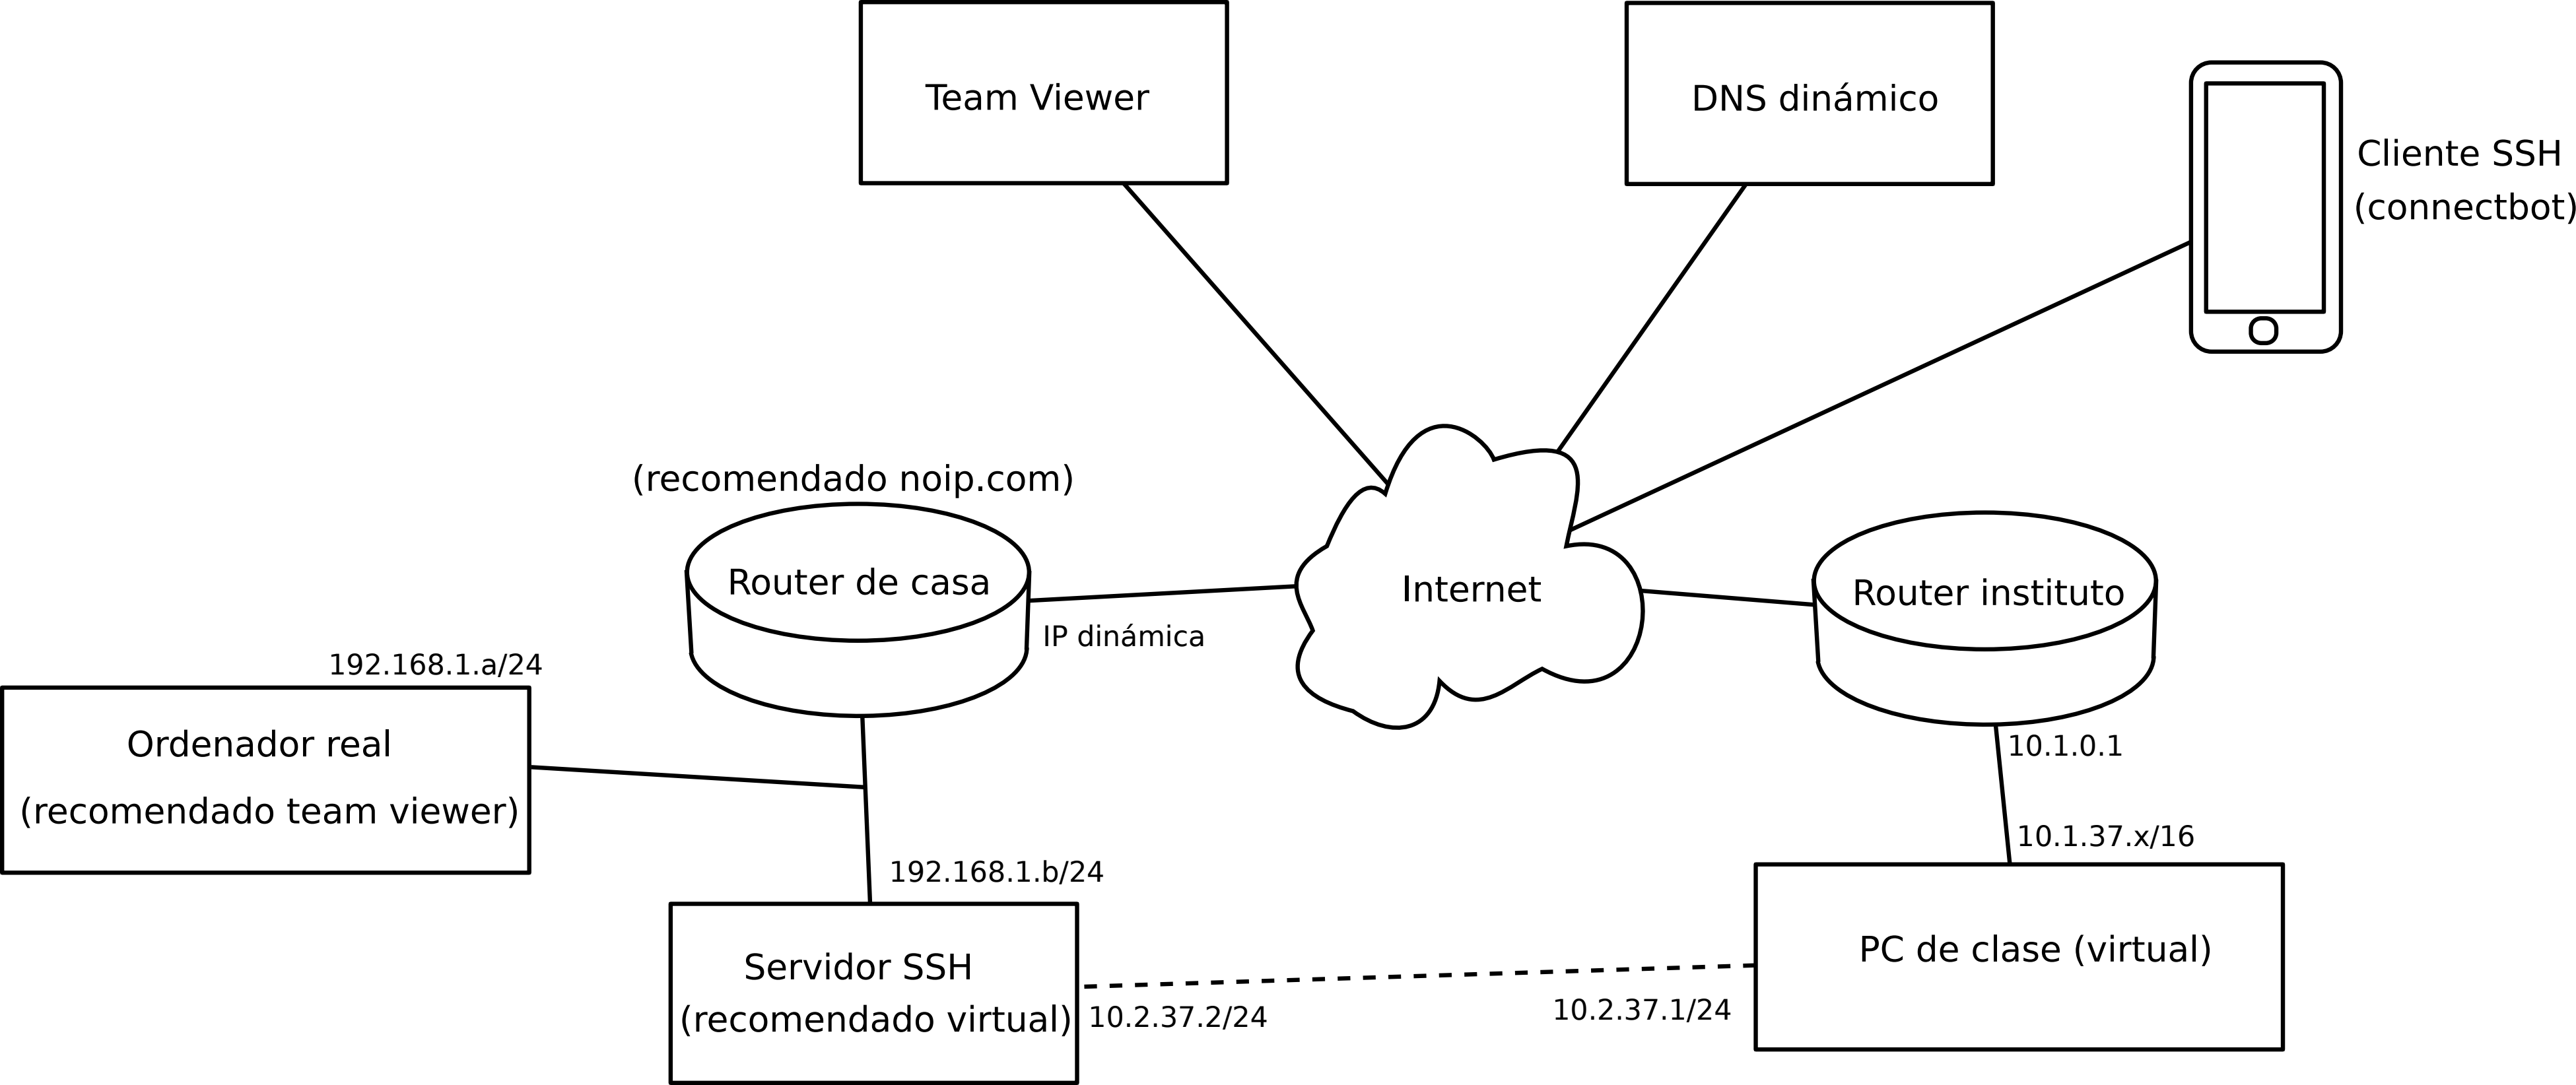 Team Viewer
DNS dinámico
Cliente SSH
(connectbot)
(recomendado noip.com)
Router de casa
Internet
Router instituto
IP dinámica
192.168.1.a/24
Ordenador real
(recomendado team viewer)
10.1.0.1
10.1.37.x/16
192.168.1.b/24
Servidor SSH
(recomendado virtual)
PC de clase (virtual)
10.2.37.2/24
10.2.37.1/24